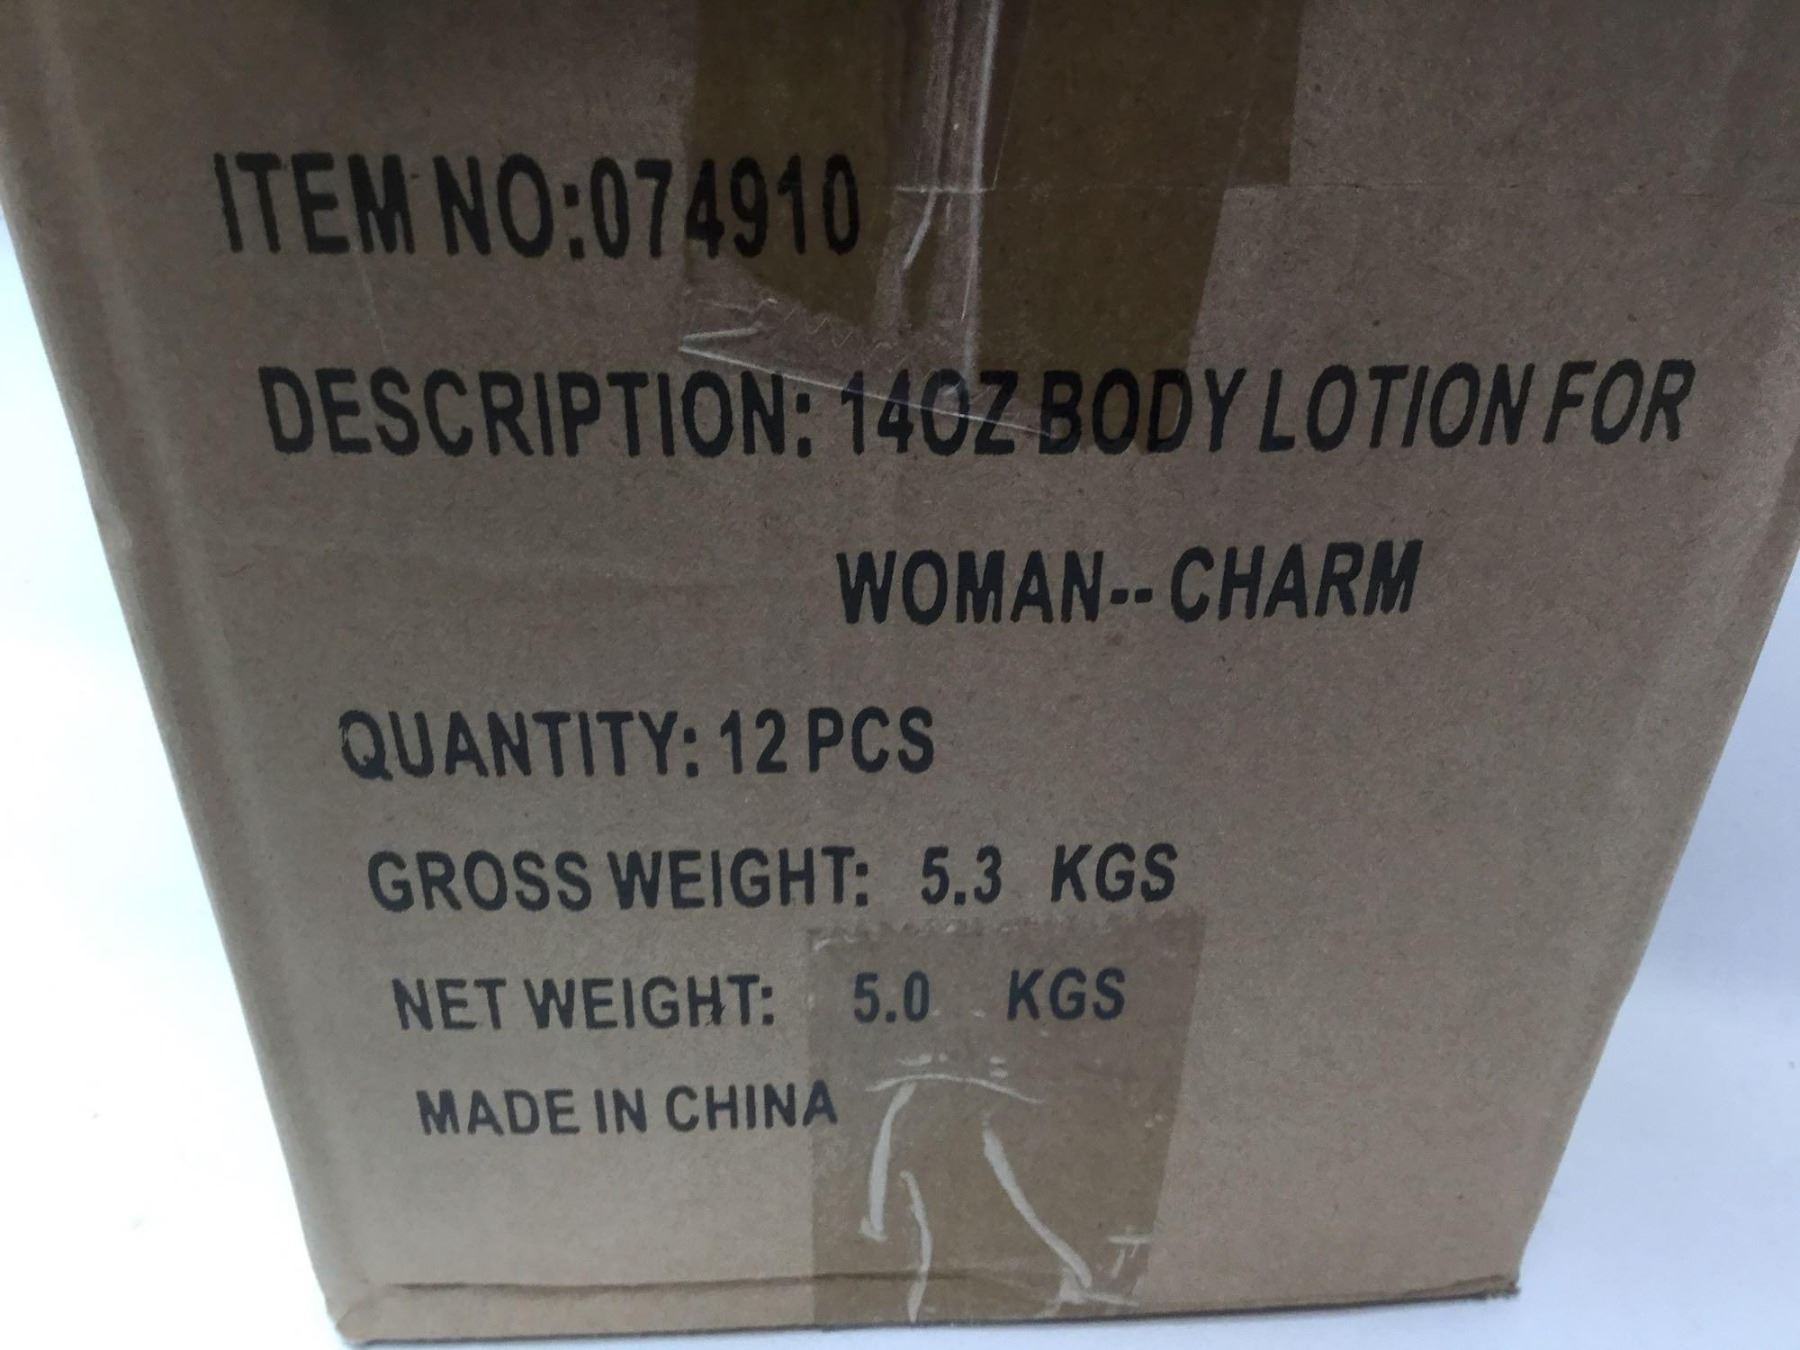 ITEM NO:074910
DESCRIPTION: 14OZ BODY LOTION FOR
WOMAN-- CHARM
QUANTITY: 12 PCS
GROSS WEIGHT: 5.3 KGS
NET WEIGHT: 5.0 KGS
MADE IN CHINA